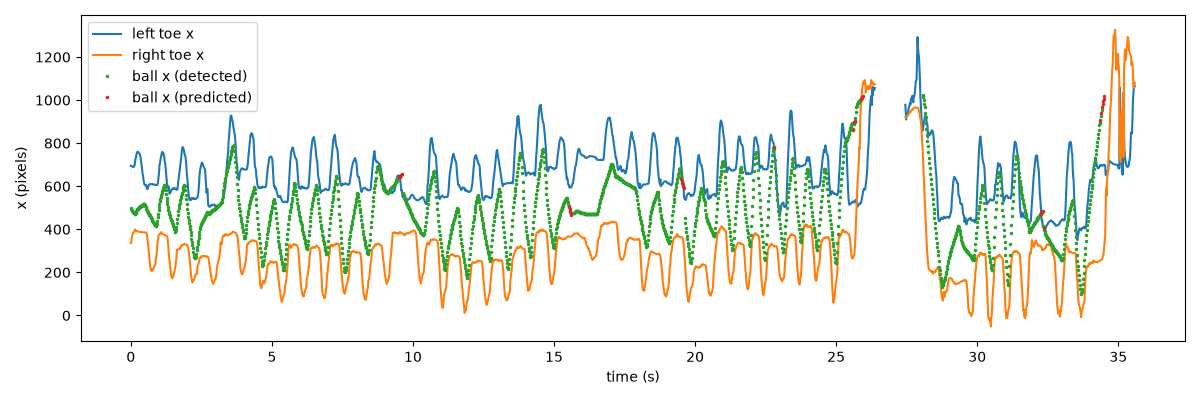 left toe x
right toe x
ball x (detected)
ball x (predicted)
x (pixels)
1200
1000
800
600
400
200
0
0 5 10 15 20 25 30 35
time (s)